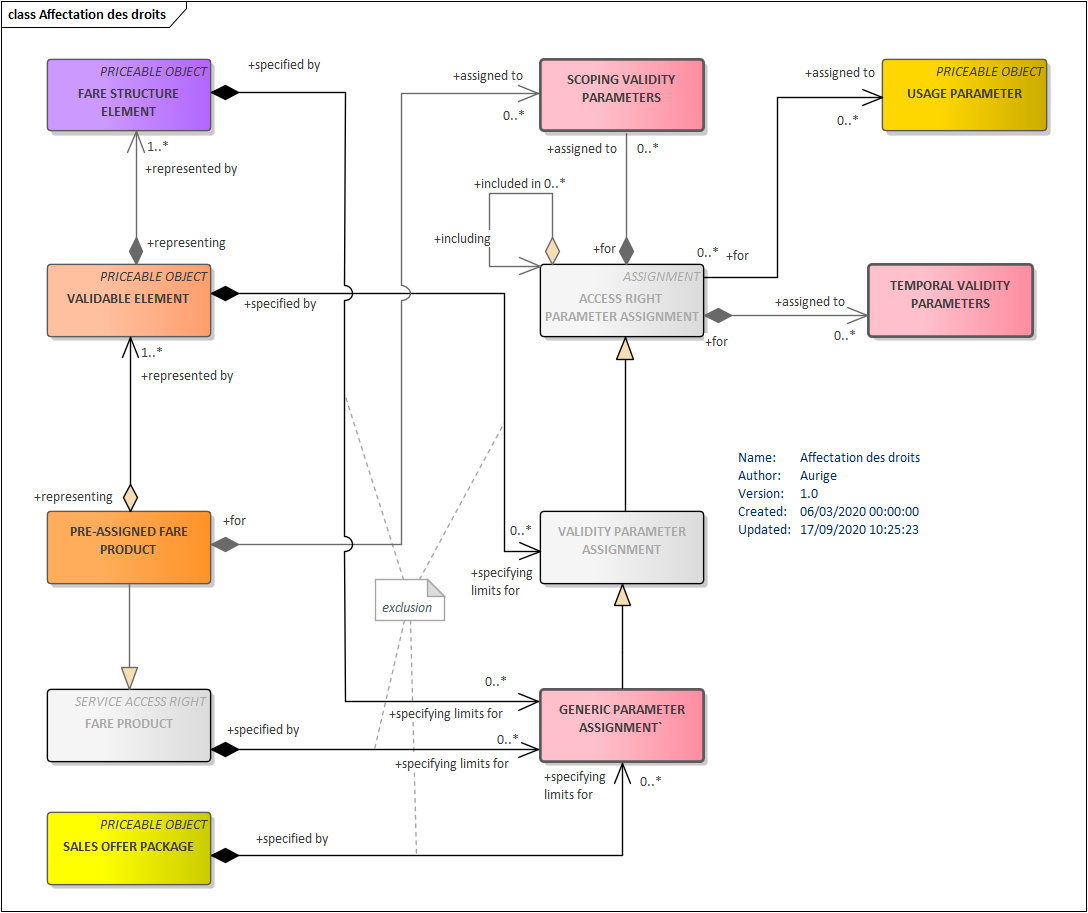 class Affectation des droits
PRICEABLE OBJECT
FARE STRUCTURE
ELEMENT
+specified by
+assigned to
0..*
SCOPING VALIDITY
PARAMETERS
+assigned to
0..*
PRICEABLE OBJECT
USAGE PARAMETER
+assigned to
0..*
1..*
+represented by
+included in 0..*
+including
+representing
+for
0..*
+for
PRICEABLE OBJECT
VALIDABLE ELEMENT
+specified by
ASSIGNMENT
ACCESS RIGHT
PARAMETER ASSIGNMENT
+for
+assigned to
0..*
TEMPORAL VALIDITY
PARAMETERS
1..*
+represented by
Name: Affectation des droits
Author: Aurige
Version: 1.0
Created: 06/03/2020 00:00:00
Updated: 17/09/2020 10:25:23
+representing
PRE-ASSIGNED FARE
PRODUCT
+for
0..*
+specifying
limits for
VALIDITY PARAMETER
ASSIGNMENT
exclusion
0..*
+specifying limits for
SERVICE ACCESS RIGHT
FARE PRODUCT
+specified by
0..*
+specifying limits for
GENERIC PARAMETER
ASSIGNMENT`
+specifying
limits for
0..*
PRICEABLE OBJECT
SALES OFFER PACKAGE
+specified by